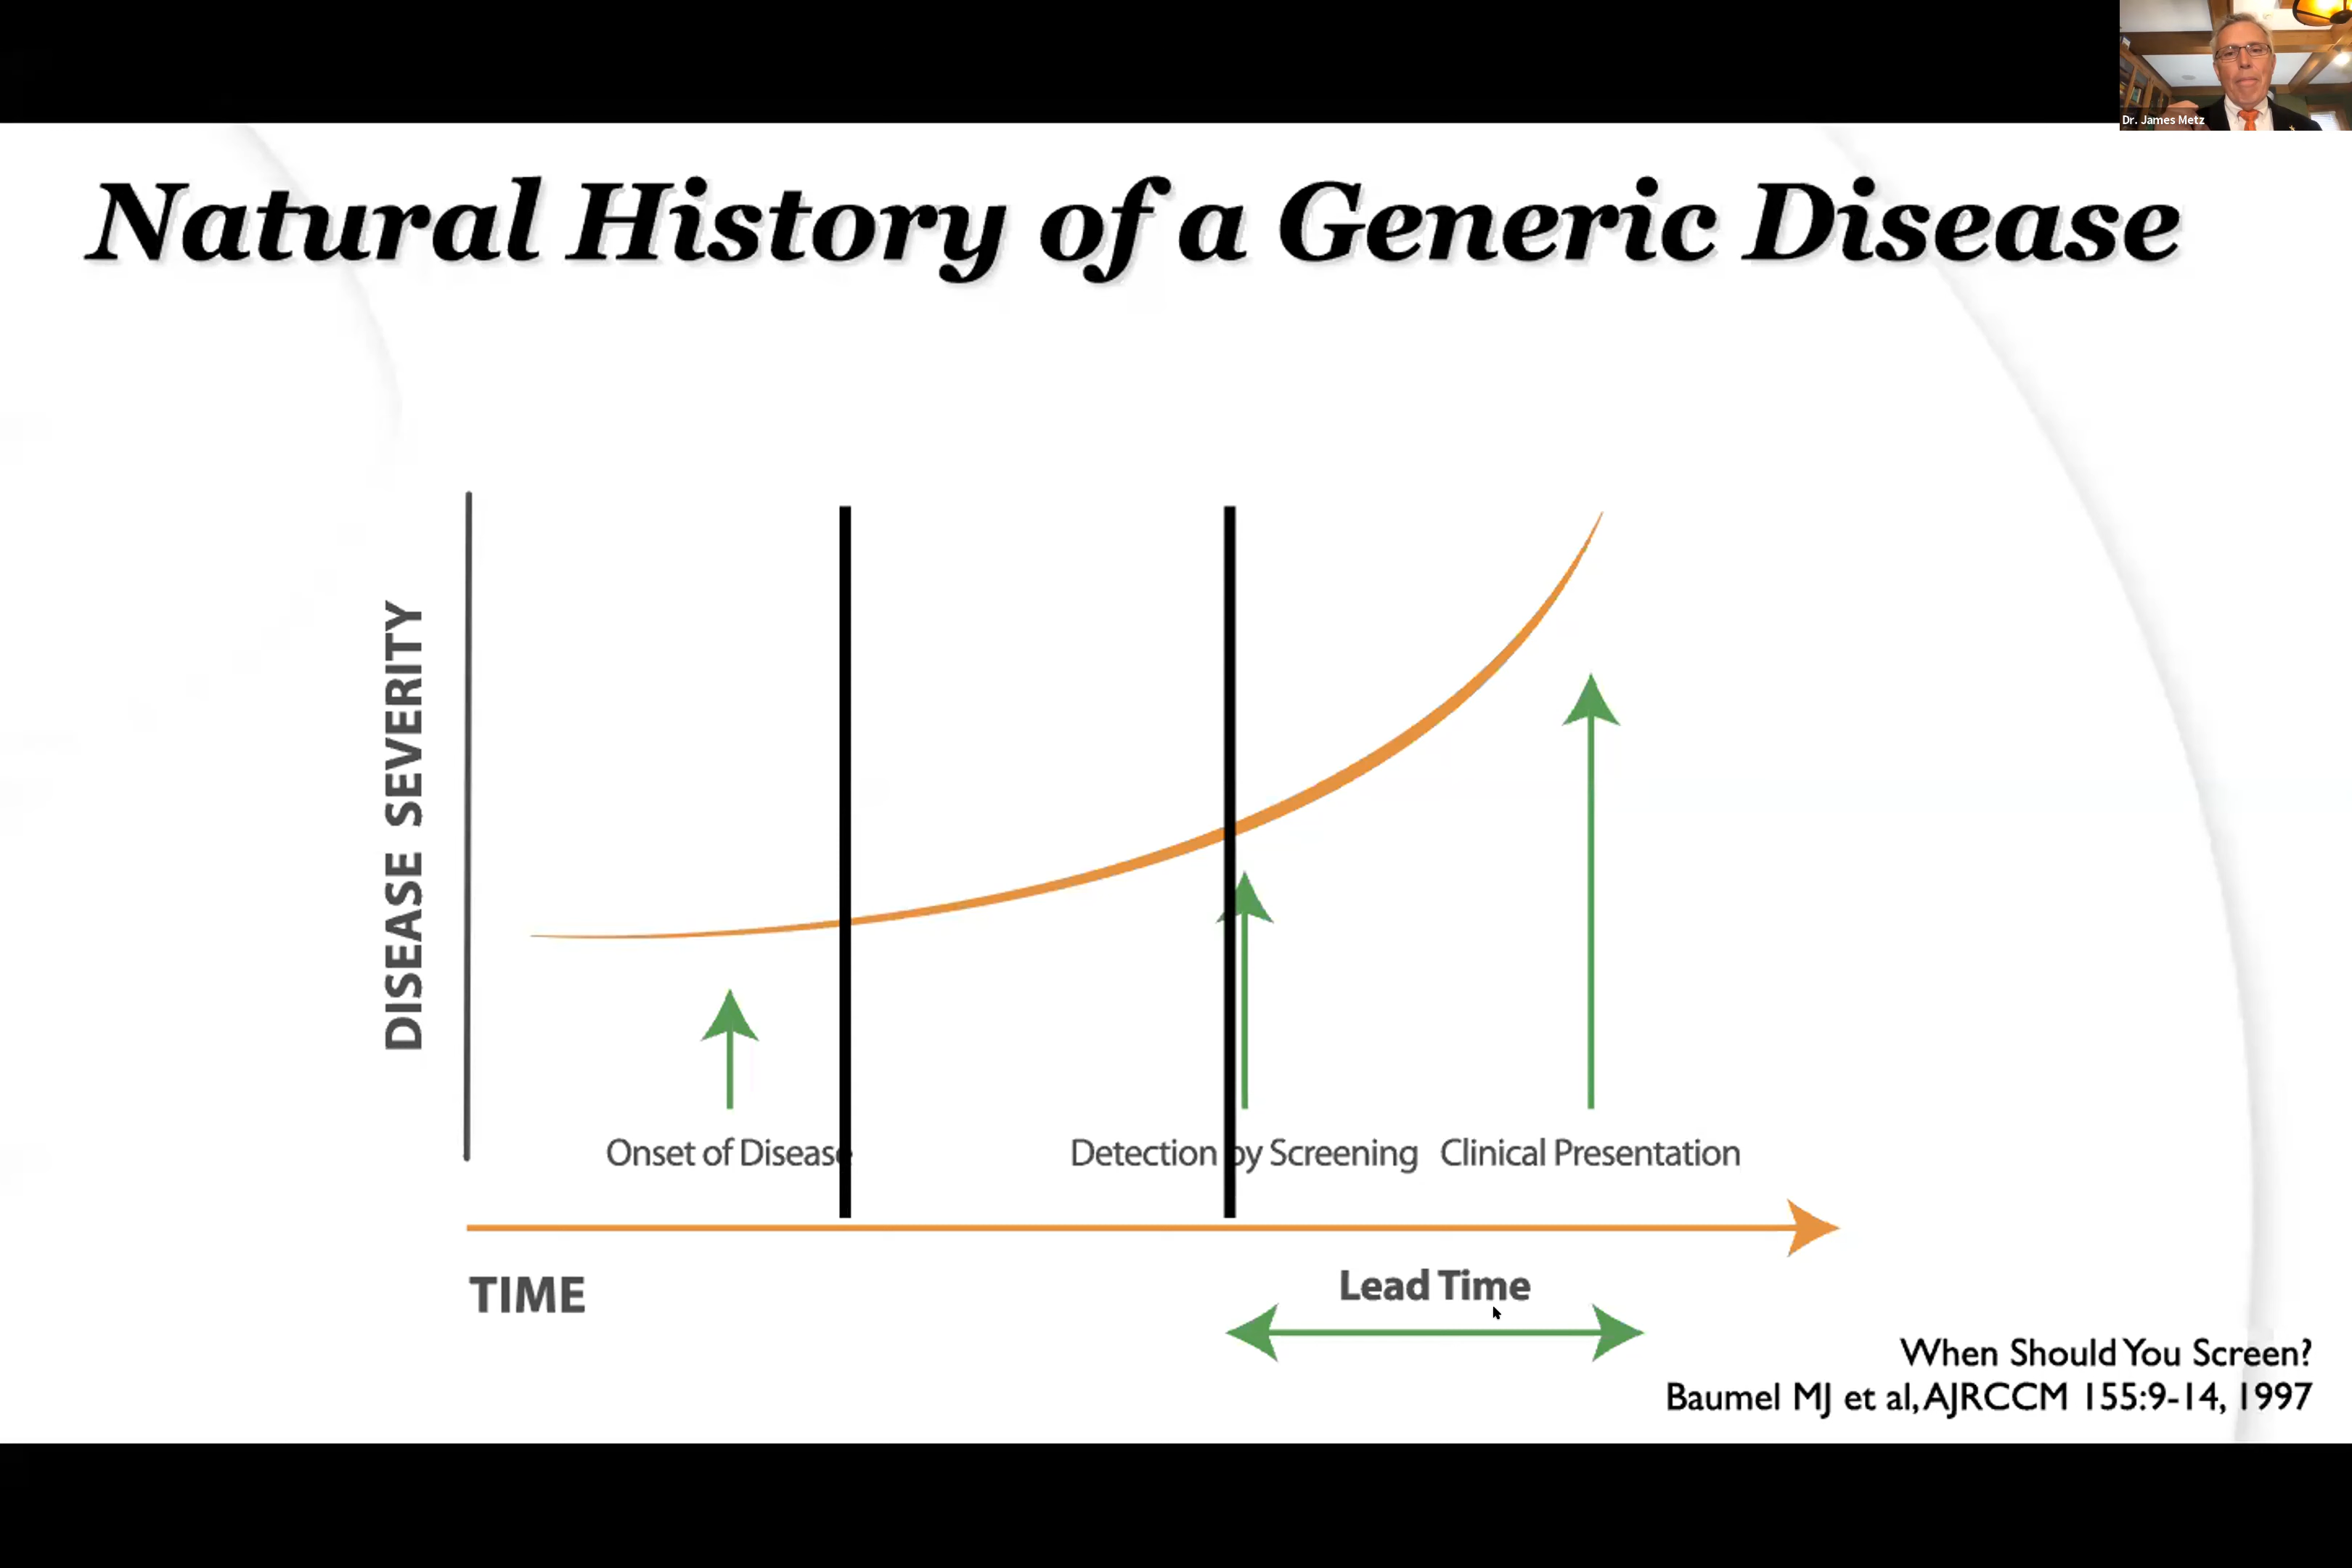 Dr. James Metz
Natural History of a Generic Disease
DISEASE SEVERITY
Onset of Disease
Detection by Screening
Clinical Presentation
TIME
Lead Time
When Should You Screen?
Baumel MJ et al, AJRCCM 155:9-14, 1997